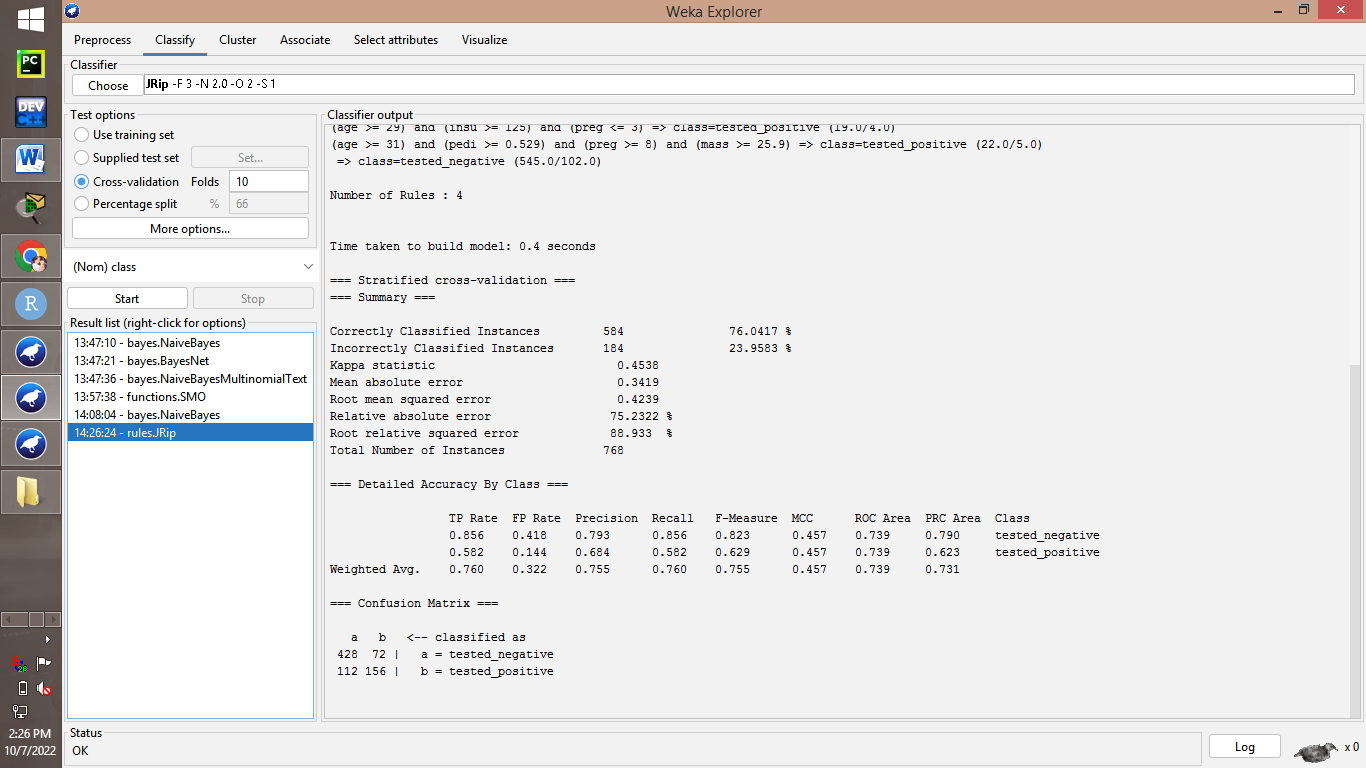 Weka Explorer
Preprocess Classify Cluster Associate Select attributes Visualize
Classifier
Choose JRip -F 3 -N 2.0 -O 2 -S 1
Test options
Use training set
Supplied test set Set...
Cross-validation Folds 10
Percentage split % 66
More options...
(Nom) class
Start Stop
Result list (right-click for options)
13:47:10 - bayes.NaiveBayes
13:47:21 - bayes.BayesNet
13:47:36 - bayes.NaiveBayesMultinomialText
13:57:38 - functions.SMO
14:08:04 - bayes.NaiveBayes
14:26:24 - rules.JRip
Classifier output
(age >= 29) and (insu >= 125) and (preg <= 3) => class=tested_positive (19.0/4.0)
(age >= 31) and (pedi >= 0.529) and (preg >= 8) and (mass >= 25.9) => class=tested_positive (22.0/5.0)
=> class=tested_negative (545.0/102.0)
Number of Rules : 4
Time taken to build model: 0.4 seconds
=== Stratified cross-validation ===
=== Summary ===
Correctly Classified Instances 584 76.0417 %
Incorrectly Classified Instances 184 23.9583 %
Kappa statistic 0.4538
Mean absolute error 0.3419
Root mean squared error 0.4239
Relative absolute error 75.2322 %
Root relative squared error 88.933 %
Total Number of Instances 768
=== Detailed Accuracy By Class ===
TP Rate FP Rate Precision Recall F-Measure MCC ROC Area PRC Area Class
0.856 0.418 0.793 0.856 0.823 0.457 0.739 0.790 tested_negative
0.582 0.144 0.684 0.582 0.629 0.457 0.739 0.623 tested_positive
Weighted Avg. 0.760 0.322 0.755 0.760 0.755 0.457 0.739 0.731
=== Confusion Matrix ===
a b <-- classified as
428 72 | a = tested_negative
112 156 | b = tested_positive
Status
OK
Log
x 0
PC
DEV
C++
W
R
2:26 PM
10/7/2022